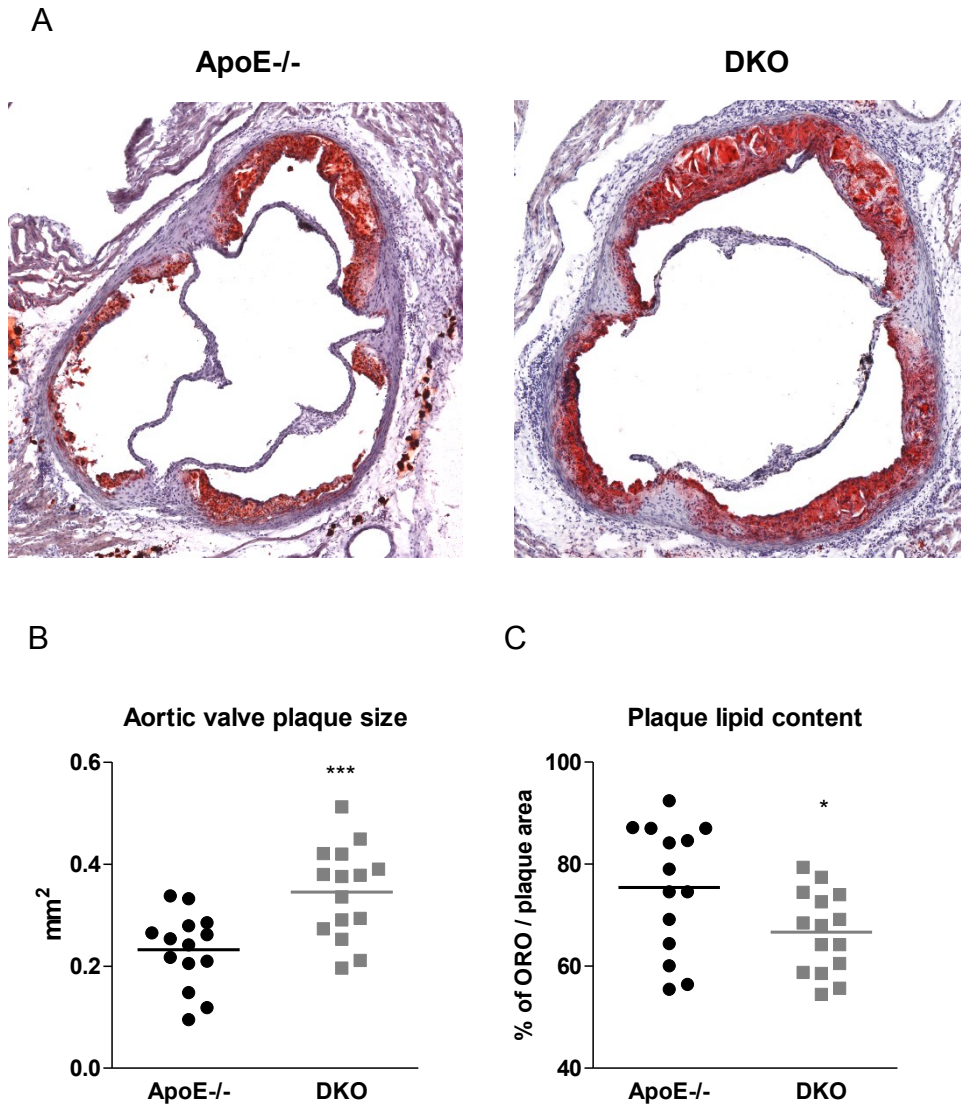 A
ApoE-/-
DKO
B
C
Aortic valve plaque size
Plaque lipid content
0.6
0.4
0.2
0.0
mm²
***
ApoE-/-
DKO
100
80
60
40
% of ORO / plaque area
*
ApoE-/-
DKO